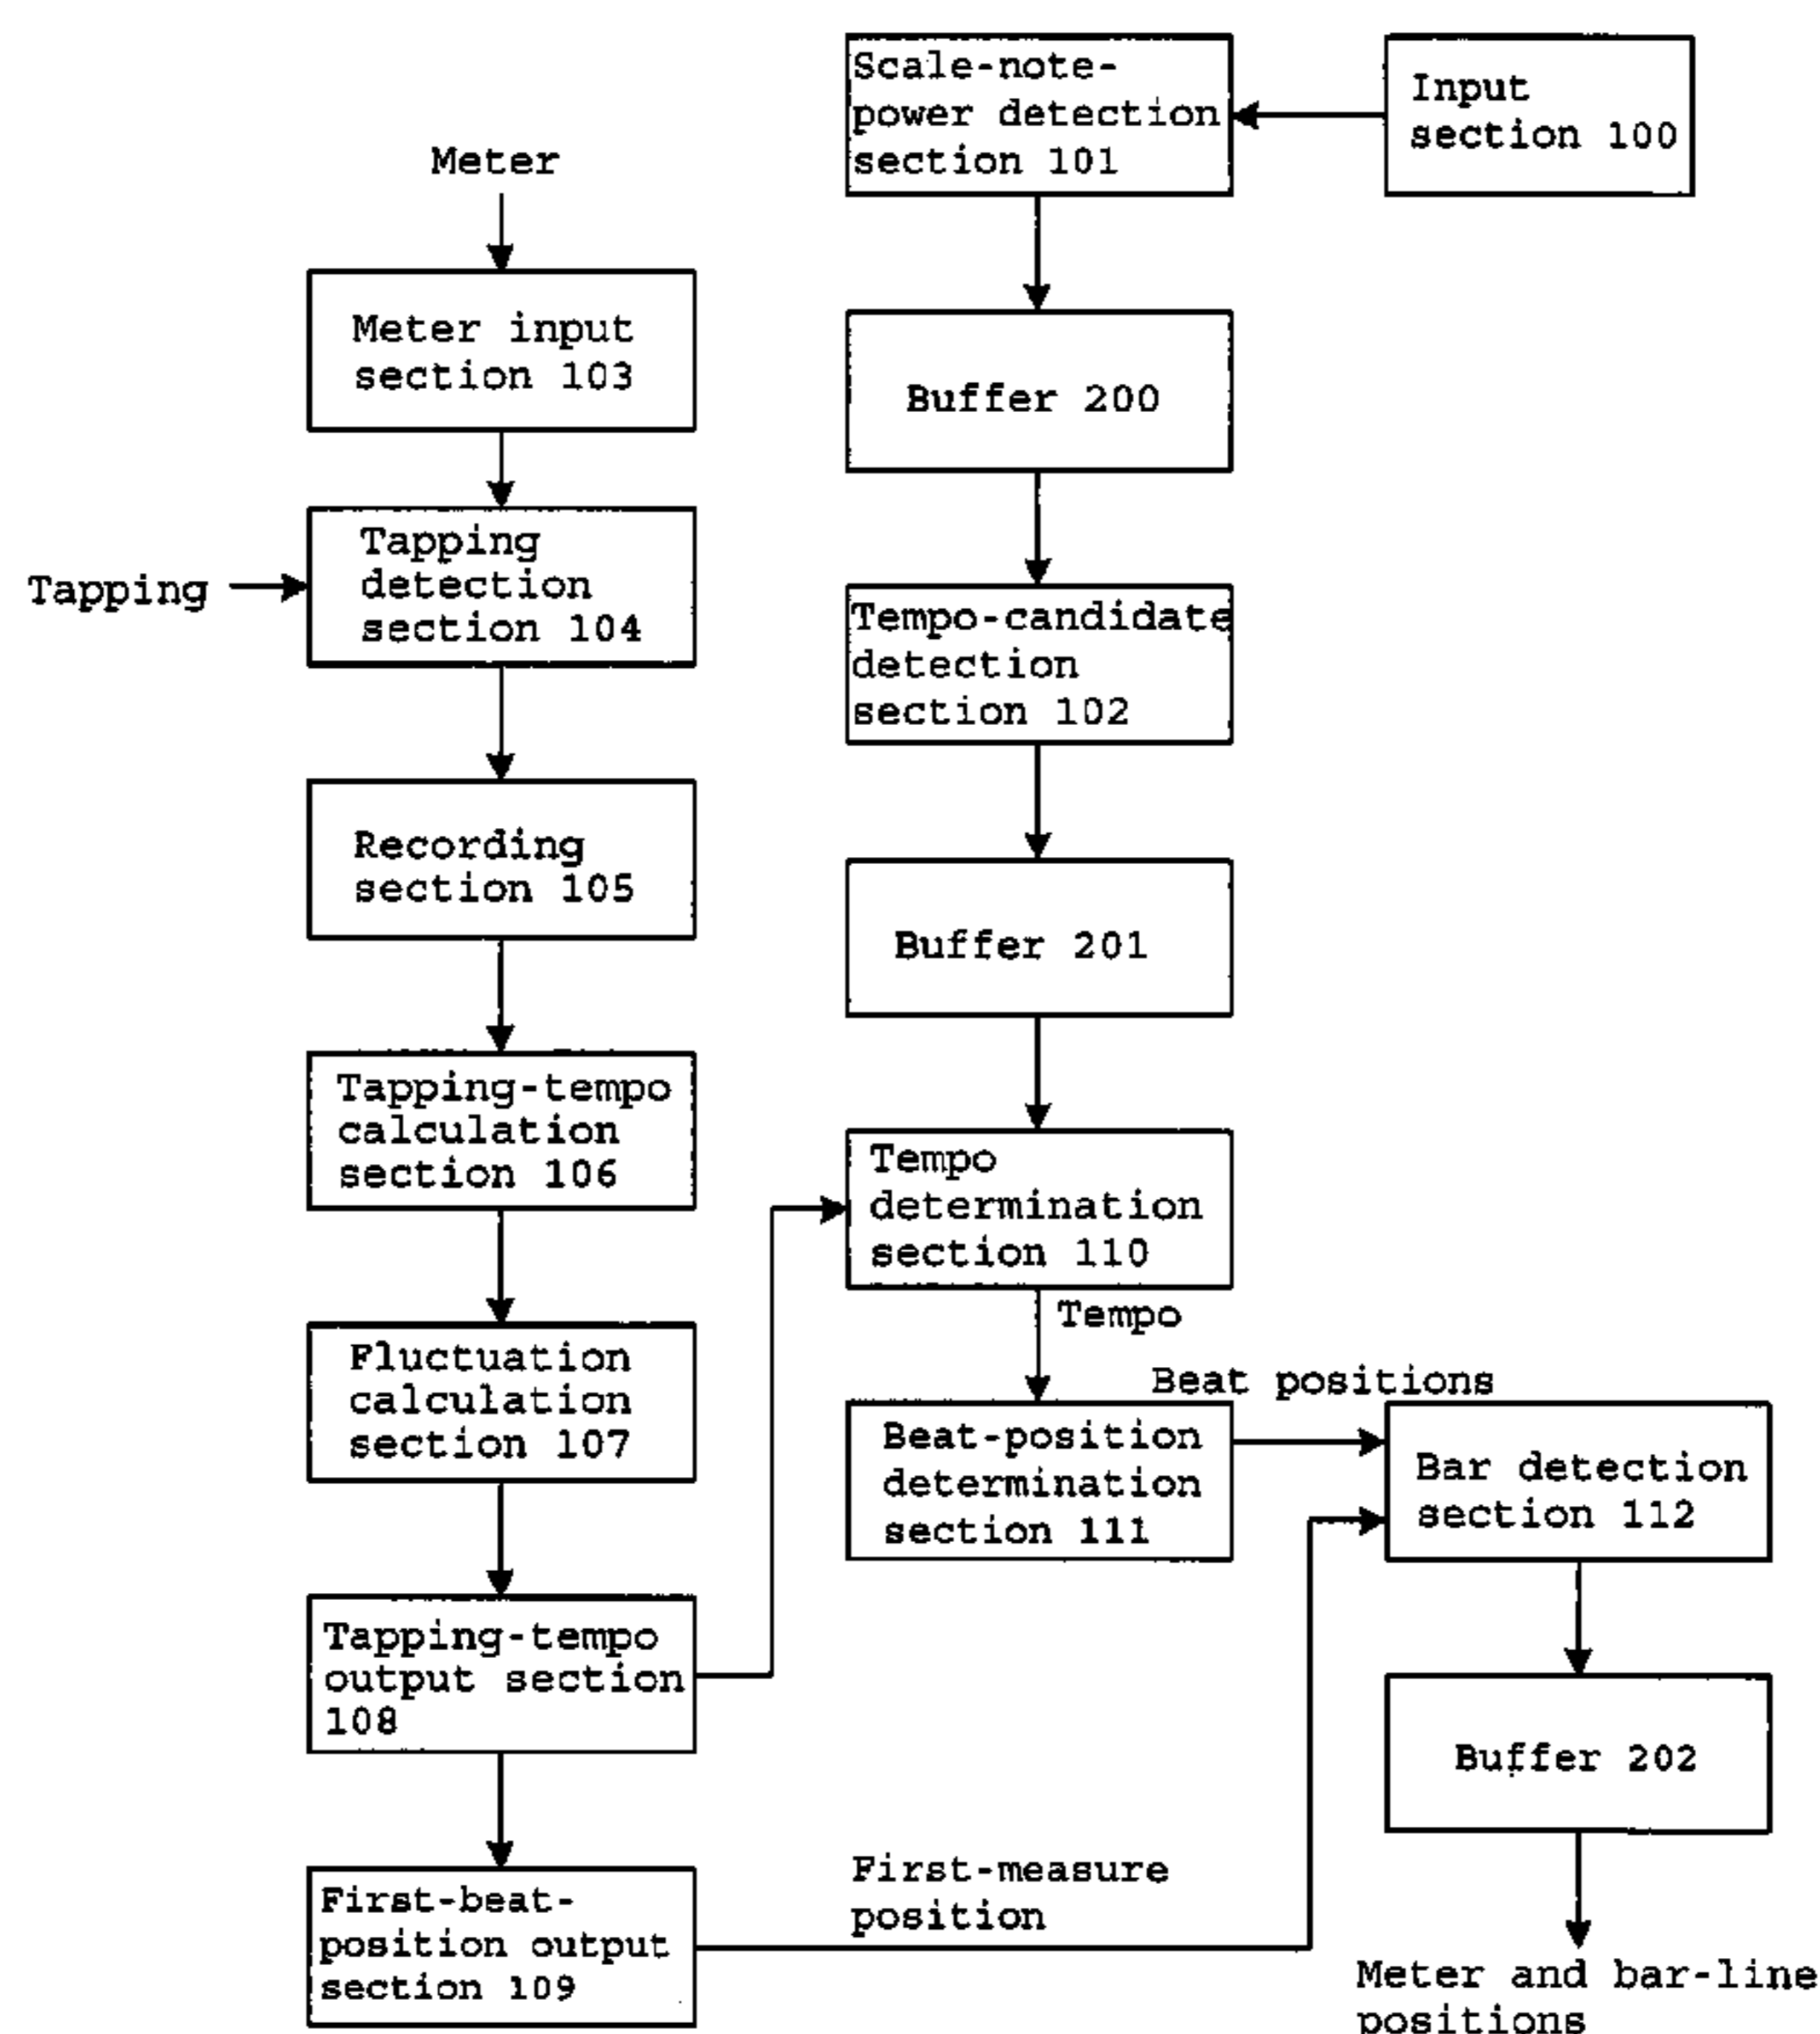 Meter
Meter input
section 103
Tapping
Tapping
detection
section 104
Recording
section 105
Tapping-tempo
calculation
section 106
Fluctuation
calculation
section 107
Tapping-tempo
output section
108
First-beat-
position output
section 109
Scale-note-
power detection
section 101
Input
section 100
Buffer 200
Tempo-candidate
detection
section 102
Buffer 201
Tempo
determination
section 110
Tempo
Beat-position
determination
section 111
Beat positions
Bar detection
section 112
First-measure
position
Buffer 202
Meter and bar-line
positions